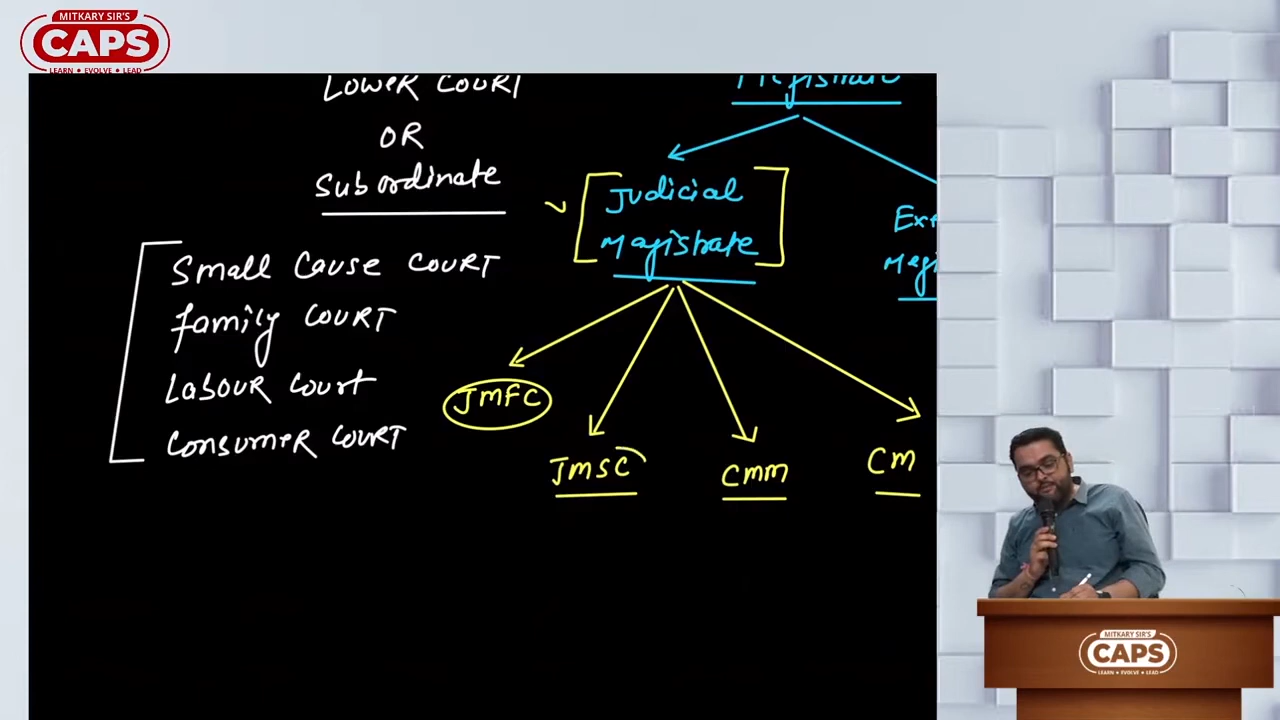 MITKARY SIR'S
CAPS
LEARN • EVOLVE • LEAD
LOWER COURT
OR
Subordinate
Small Cause COURT
family COURT
Labour Court
Consumer COURT
Magistrate
Judicial
Magistrate
JMFC
JMSC
CMM
CM
MITKARY SIR'S
CAPS
LEARN • EVOLVE • LEAD